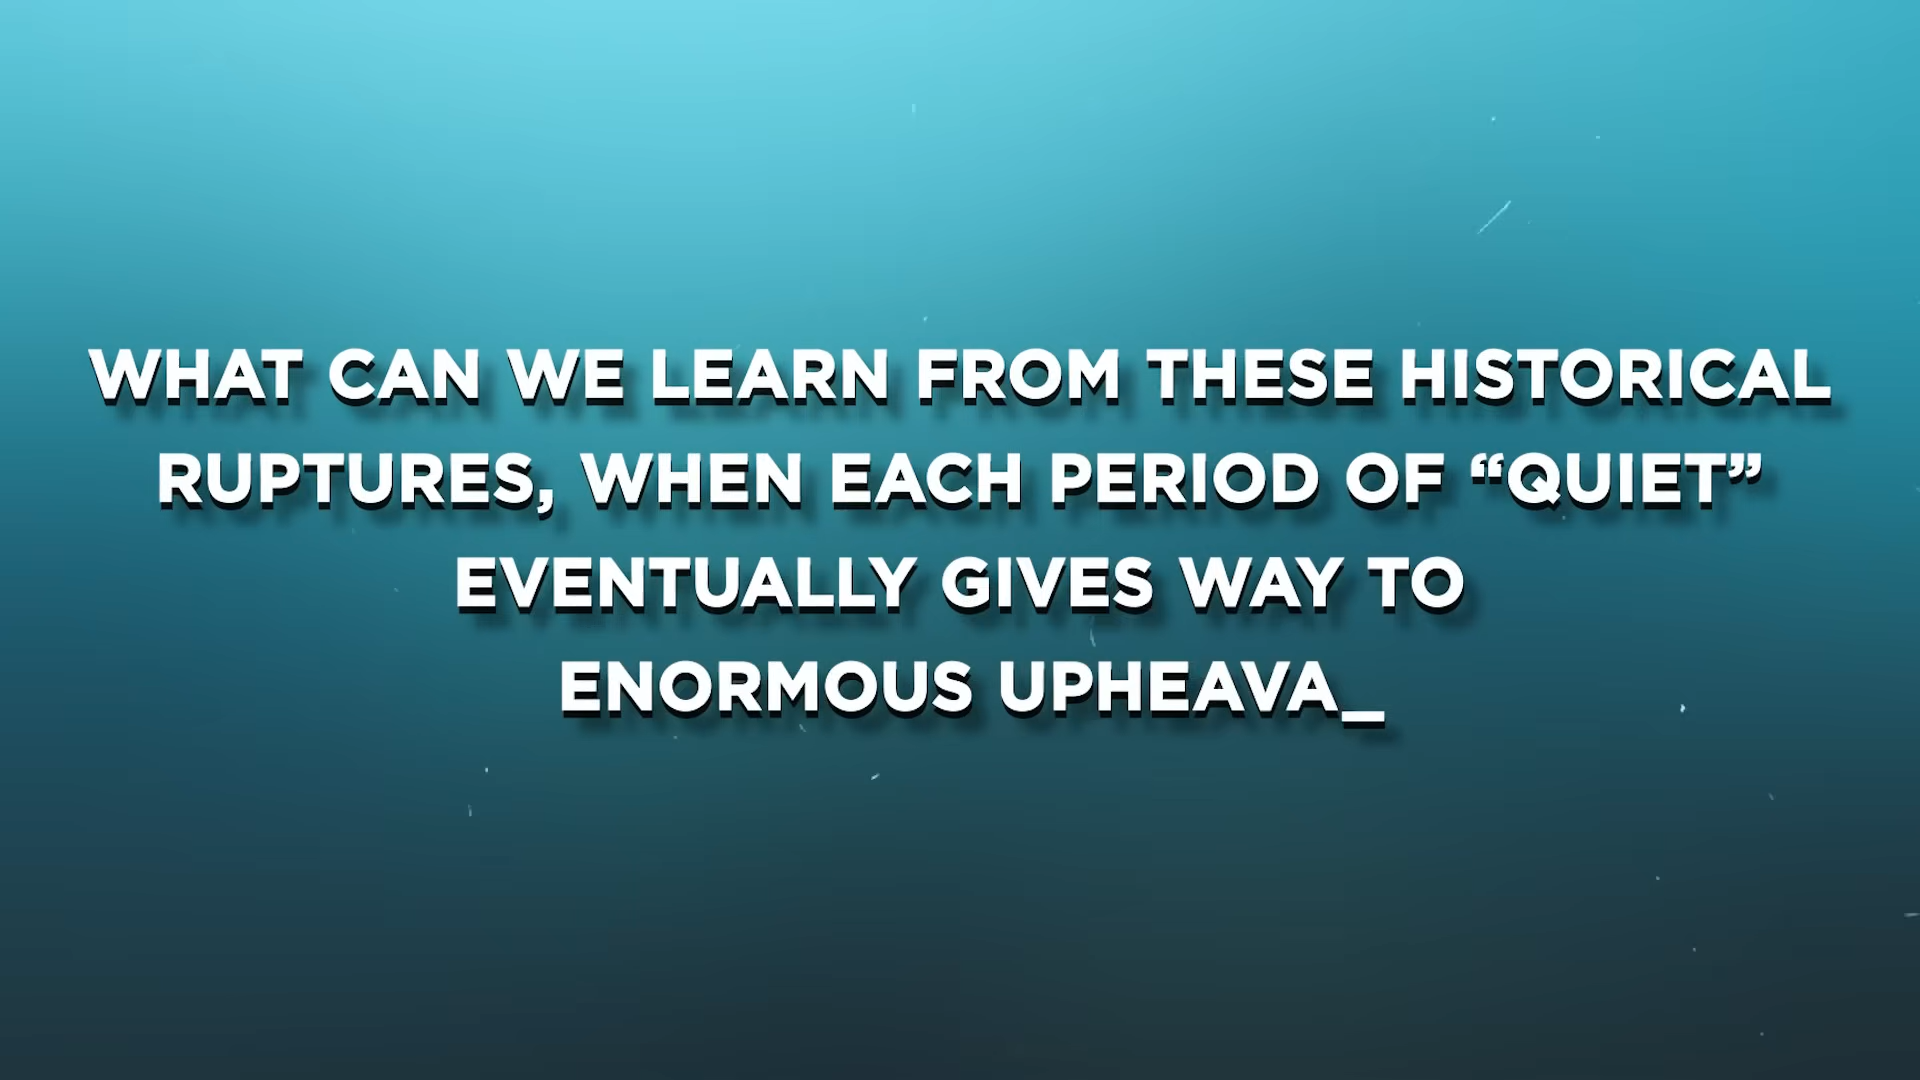 WHAT CAN WE LEARN FROM THESE HISTORICAL
RUPTURES, WHEN EACH PERIOD OF “QUIET”
EVENTUALLY GIVES WAY TO
ENORMOUS UPHEAVA_